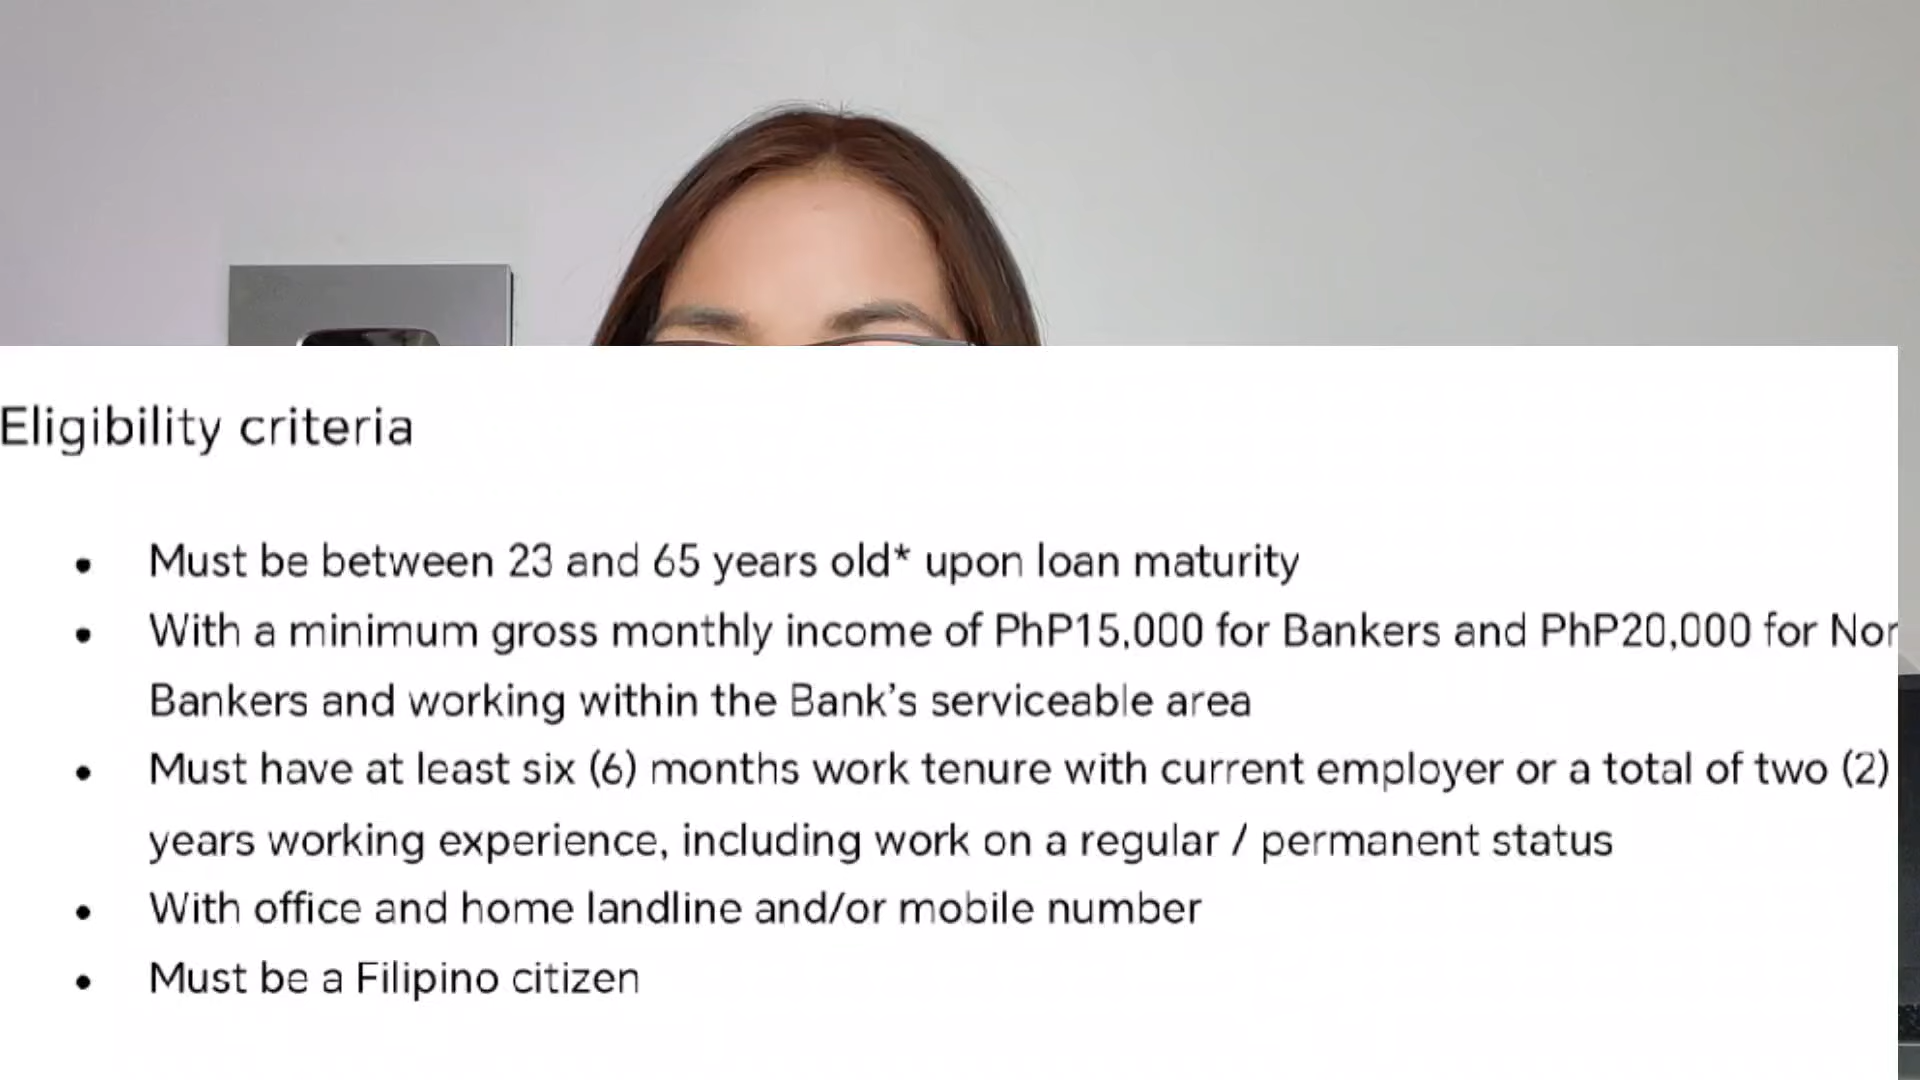 Eligibility criteria
• Must be between 23 and 65 years old* upon loan maturity
• With a minimum gross monthly income of PhP15,000 for Bankers and PhP20,000 for
Bankers and working within the Bank's serviceable area
• Must have at least six (6) months work tenure with current employer or a total of two (2)
years working experience, including work on a regular / permanent status
• With office and home landline and/or mobile number
• Must be a Filipino citizen